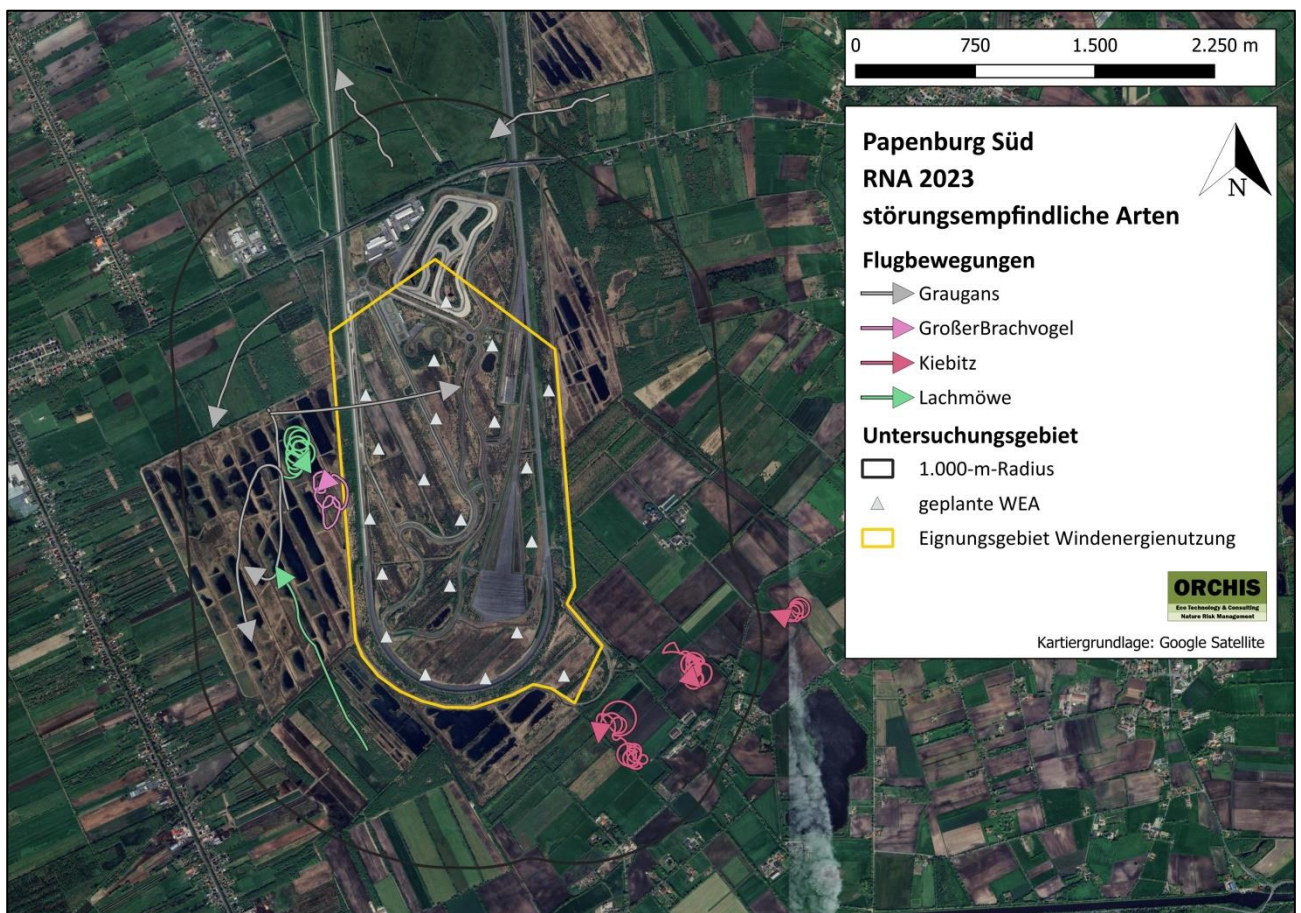 0 750 1.500 2.250 m
Papenburg Süd
RNA 2023
störungsempfindliche Arten
N
Flugbewegungen
Graugans
GroßerBrachvogel
Kiebitz
Lachmöwe
Untersuchungsgebiet
1.000-m-Radius
geplante WEA
Eignungsgebiet Windenergienutzung
ORCHIS
Eco Technology & Consulting
Nature Risk Management
Kartiergrundlage: Google Satellite